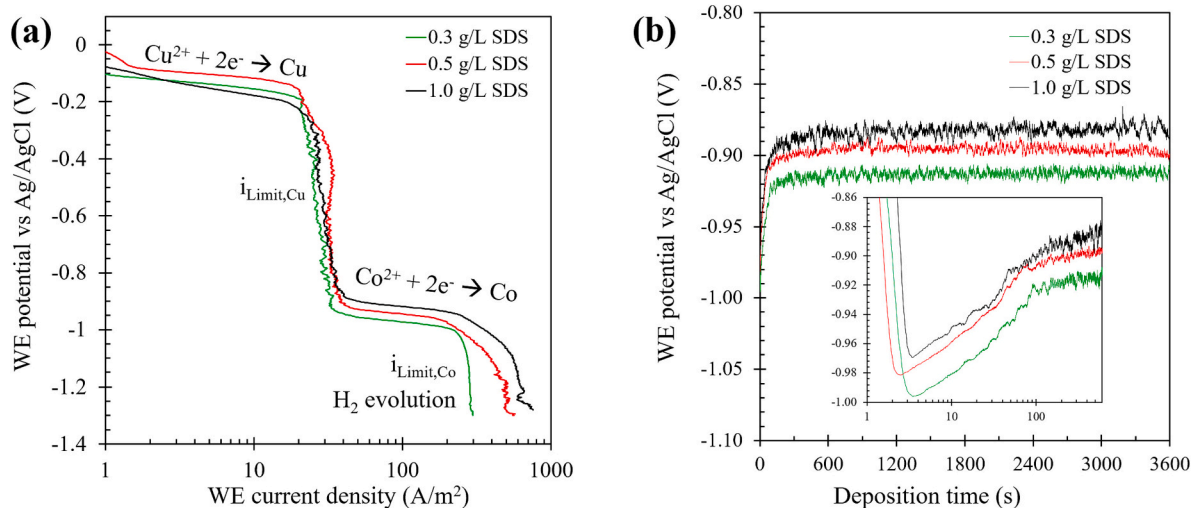 (a)
0.3 g/L SDS
0.5 g/L SDS
1.0 g/L SDS
Cu²⁺ + 2e⁻ → Cu
i_Limit,Cu
Co²⁺ + 2e⁻ → Co
i_Limit,Co
H₂ evolution
WE potential vs Ag/AgCl (V)
0
-0.2
-0.4
-0.6
-0.8
-1
-1.2
-1.4
1
10
100
1000
WE current density (A/m²)
(b)
0.3 g/L SDS
0.5 g/L SDS
1.0 g/L SDS
WE potential vs Ag/AgCl (V)
-0.80
-0.85
-0.90
-0.95
-1.00
-1.05
-1.10
-0.86
-0.88
-0.90
-0.92
-0.94
-0.96
-0.98
-1.00
1
10
100
0
600
1200
1800
2400
3000
3600
Deposition time (s)